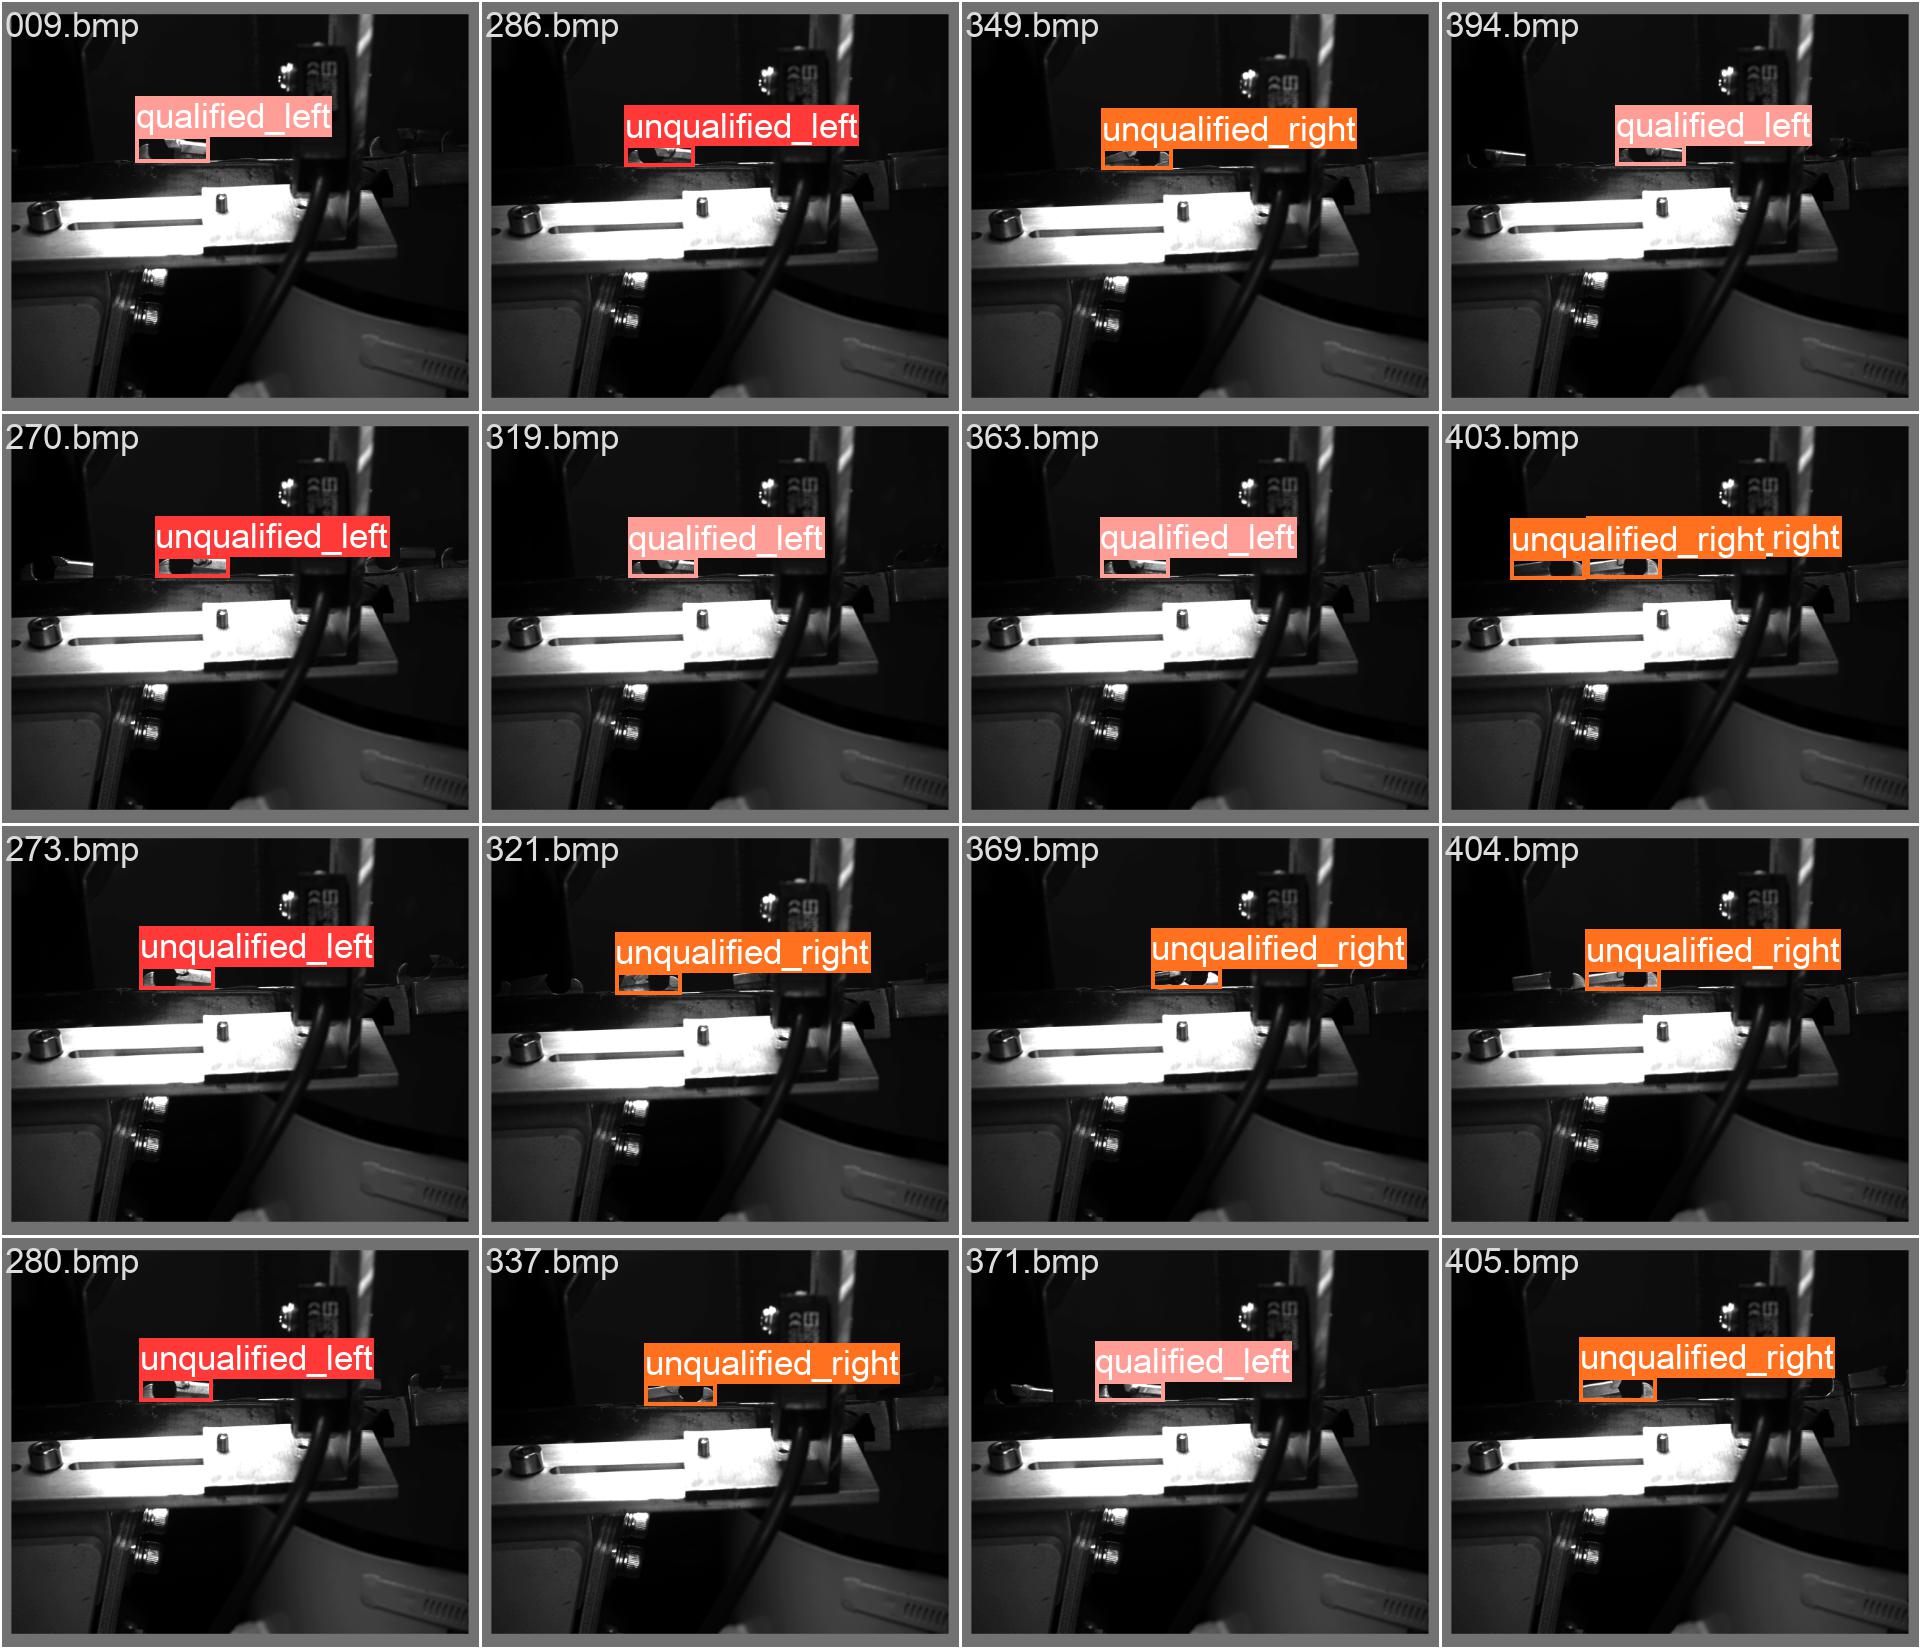 009.bmp
qualified_left
286.bmp
unqualified_left
349.bmp
unqualified_right
394.bmp
qualified_left
270.bmp
unqualified_left
319.bmp
qualified_left
363.bmp
qualified_left
403.bmp
unqualified_right
right
273.bmp
unqualified_left
321.bmp
unqualified_right
369.bmp
unqualified_right
404.bmp
unqualified_right
280.bmp
unqualified_left
337.bmp
unqualified_right
371.bmp
qualified_left
405.bmp
unqualified_right